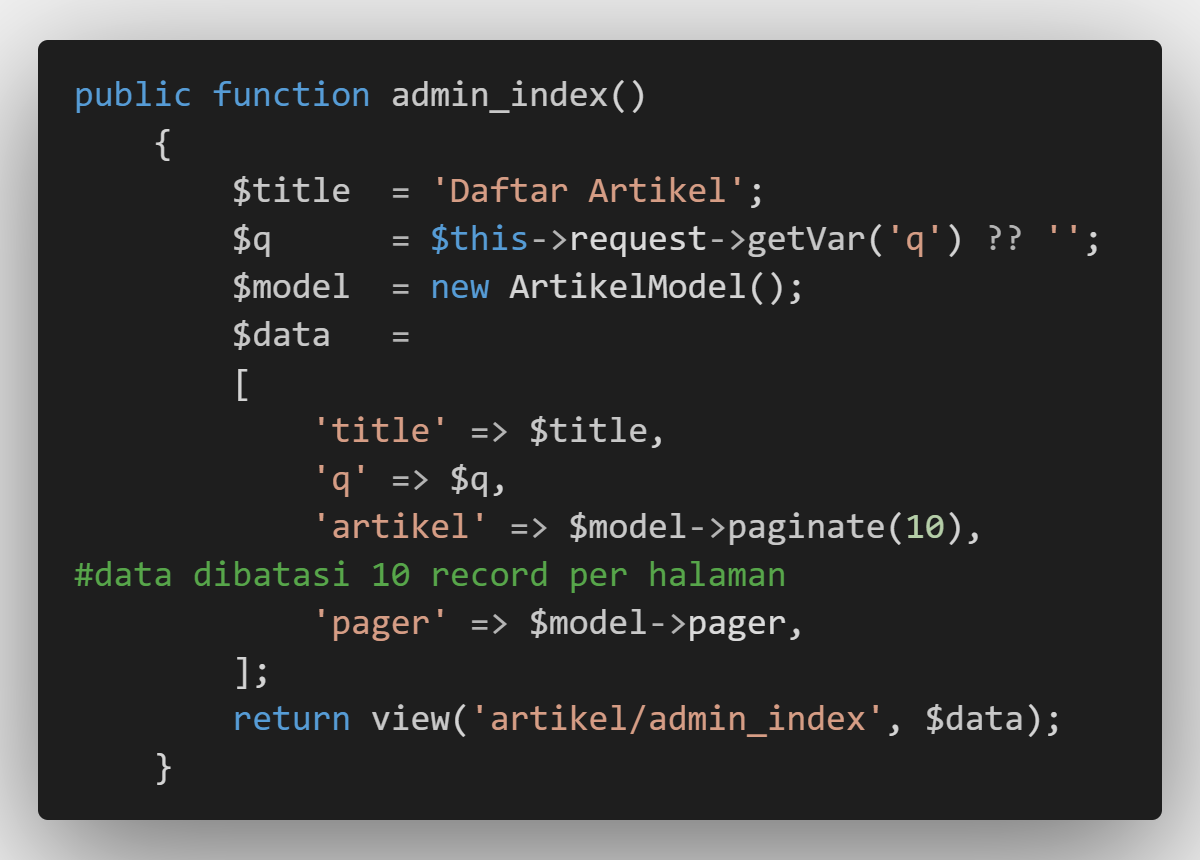 public function admin_index()
    {
        $title  = 'Daftar Artikel';
        $q      = $this->request->getVar('q') ?? '';
        $model  = new ArtikelModel();
        $data   =
        [
            'title' => $title,
            'q' => $q,
            'artikel' => $model->paginate(10),
#data dibatasi 10 record per halaman
            'pager' => $model->pager,
        ];
        return view('artikel/admin_index', $data);
    }